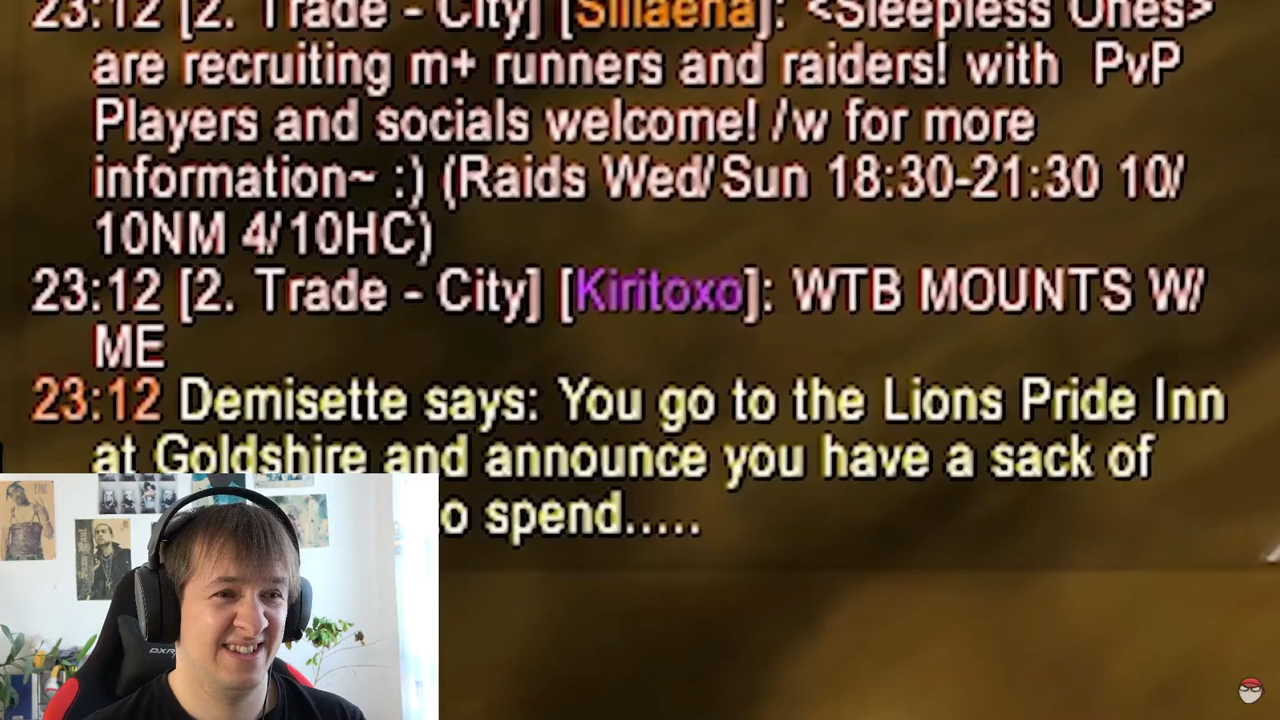 23:12 [2. Trade - City] [Sillaena]: <Sleepless Ones>
are recruiting m+ runners and raiders! with PvP
Players and socials welcome! /w for more
information~ :) (Raids Wed/Sun 18:30-21:30 10/
10NM 4/10HC)
23:12 [2. Trade - City] [Kiritoxo]: WTB MOUNTS W/
ME
23:12 Demisette says: You go to the Lions Pride Inn
at Goldshire and announce you have a sack of
o spend.....
DXR